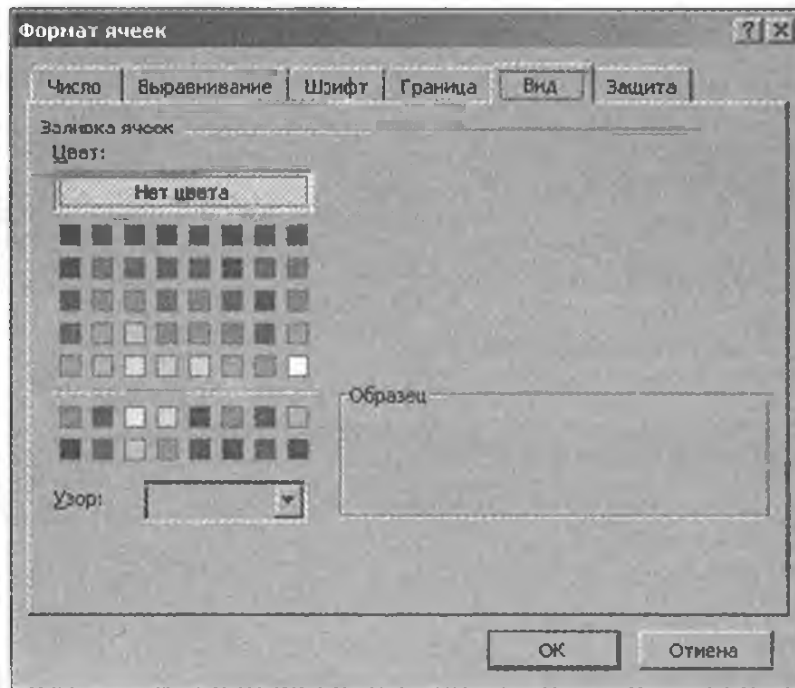 Формат ячеек
Число Выравнивание Шрифт Граница Вид Защита
Заливка ячеек
Цвет:
Нет цвета
Образец
Узор:
ОК Отмена